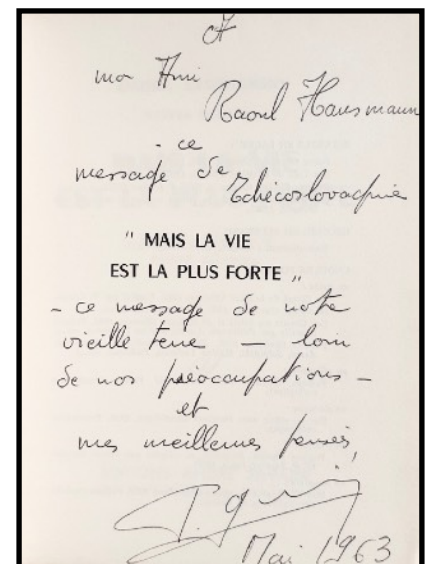 A
mon Ami
Raoul Hausmann
- ce
message de
Tchécoslovaquie
" MAIS LA VIE
EST LA PLUS FORTE „
- ce message de notre
vieille terre — loin
de nos préoccupations -
et
mes meilleures pensées,
Mai 1963